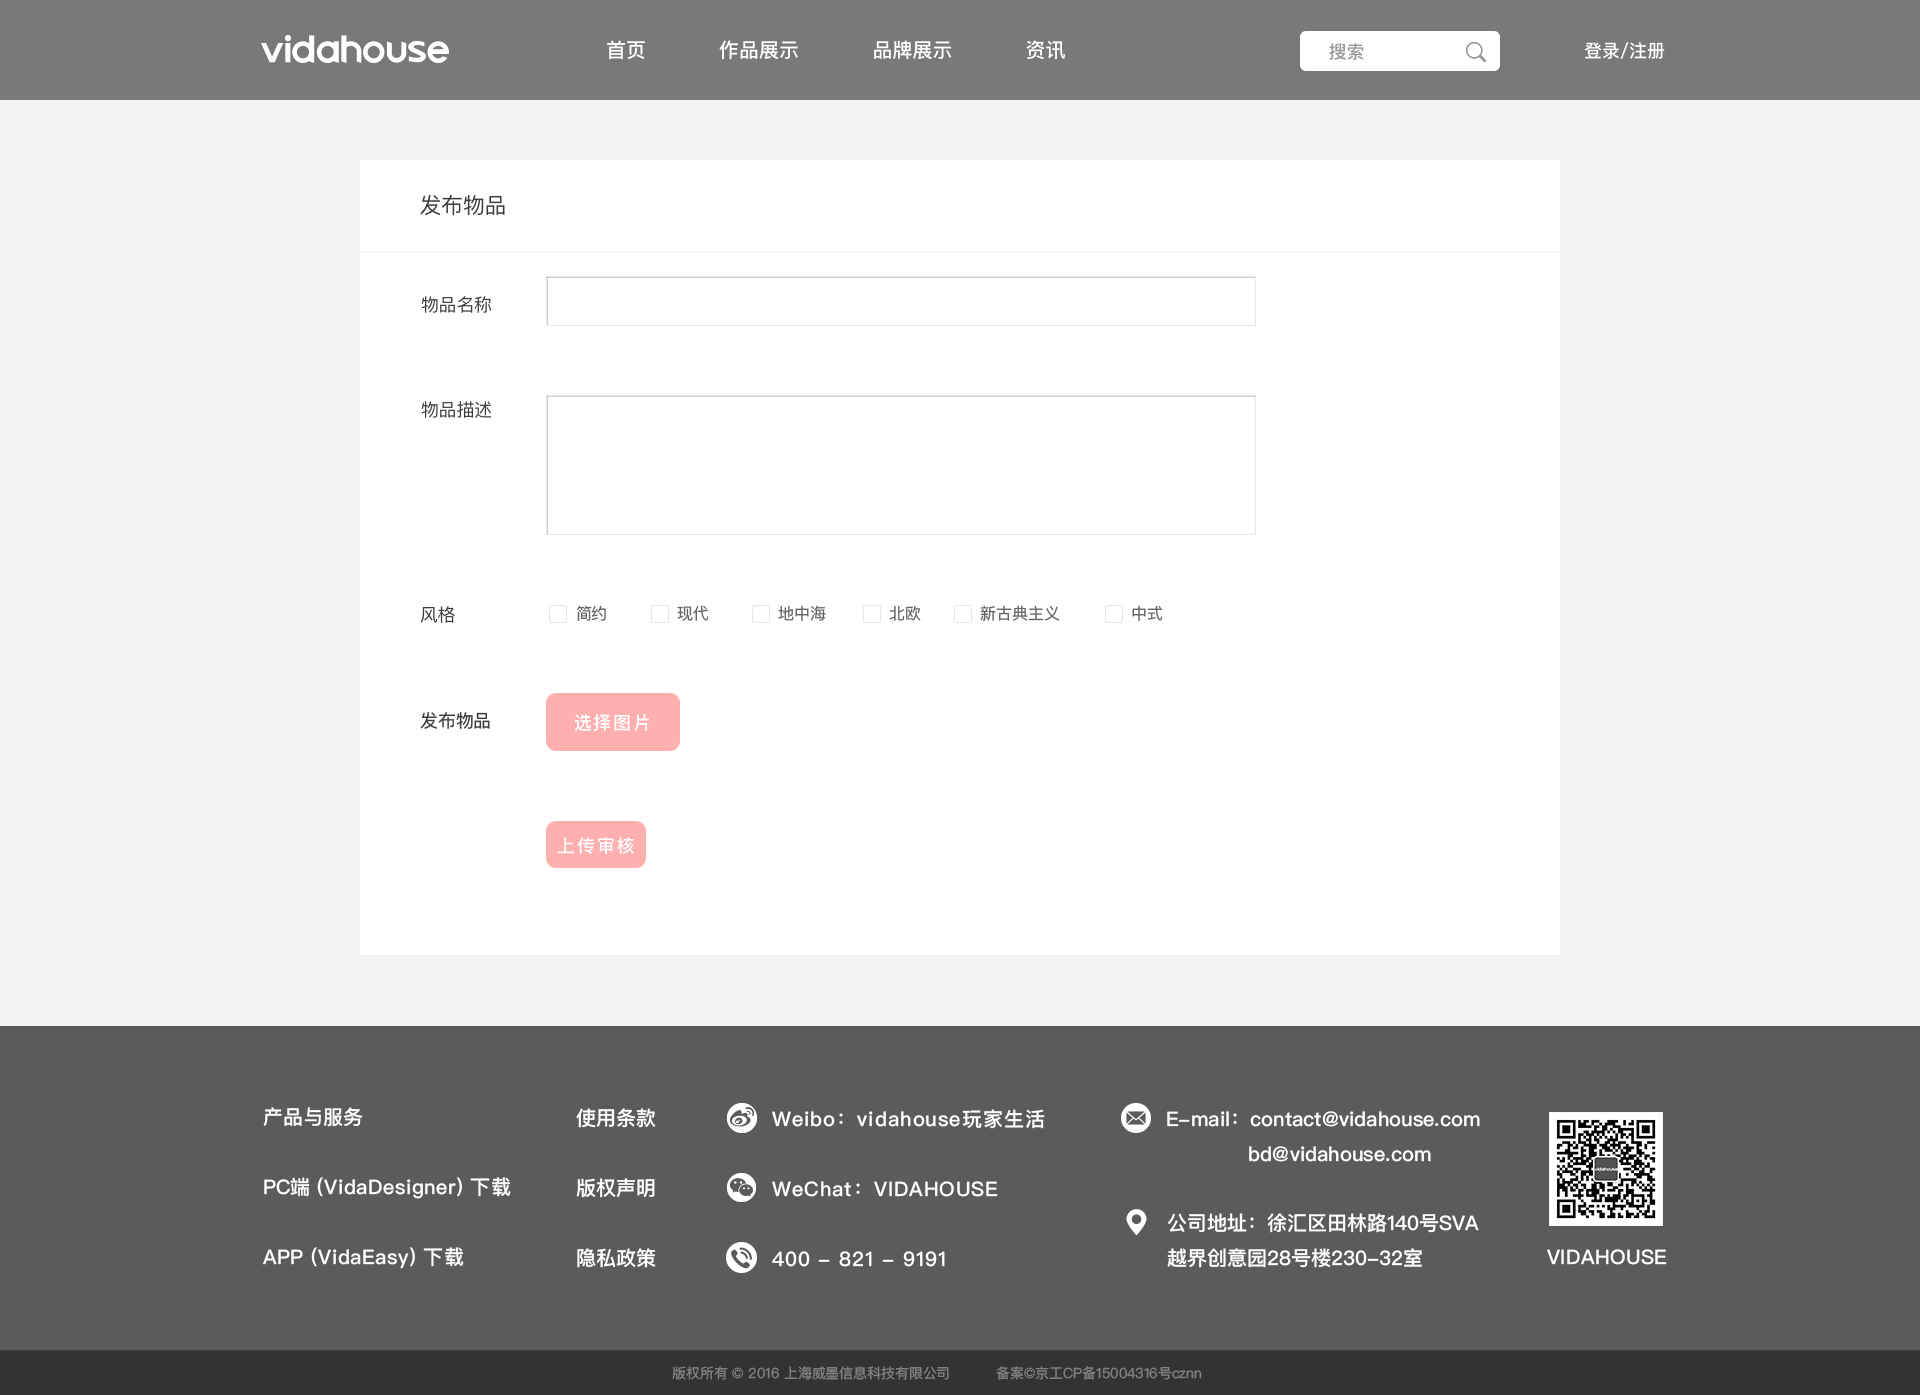 vidahouse 首页 作品展示 品牌展示 资讯 搜索 登录/注册
发布物品
物品名称
物品描述
风格 简约 现代 地中海 北欧 新古典主义 中式
发布物品 选择图片
上传审核
产品与服务
PC端 (VidaDesigner) 下载
APP (VidaEasy) 下载
使用条款
版权声明
隐私政策
Weibo：vidahouse玩家生活
WeChat：VIDAHOUSE
400 - 821 - 9191
E-mail：contact@vidahouse.com
bd@vidahouse.com
公司地址：徐汇区田林路140号SVA
越界创意园28号楼230-32室
vidahouse
VIDAHOUSE
版权所有 © 2016 上海威墨信息科技有限公司 备案©京工CP备15004316号cznn